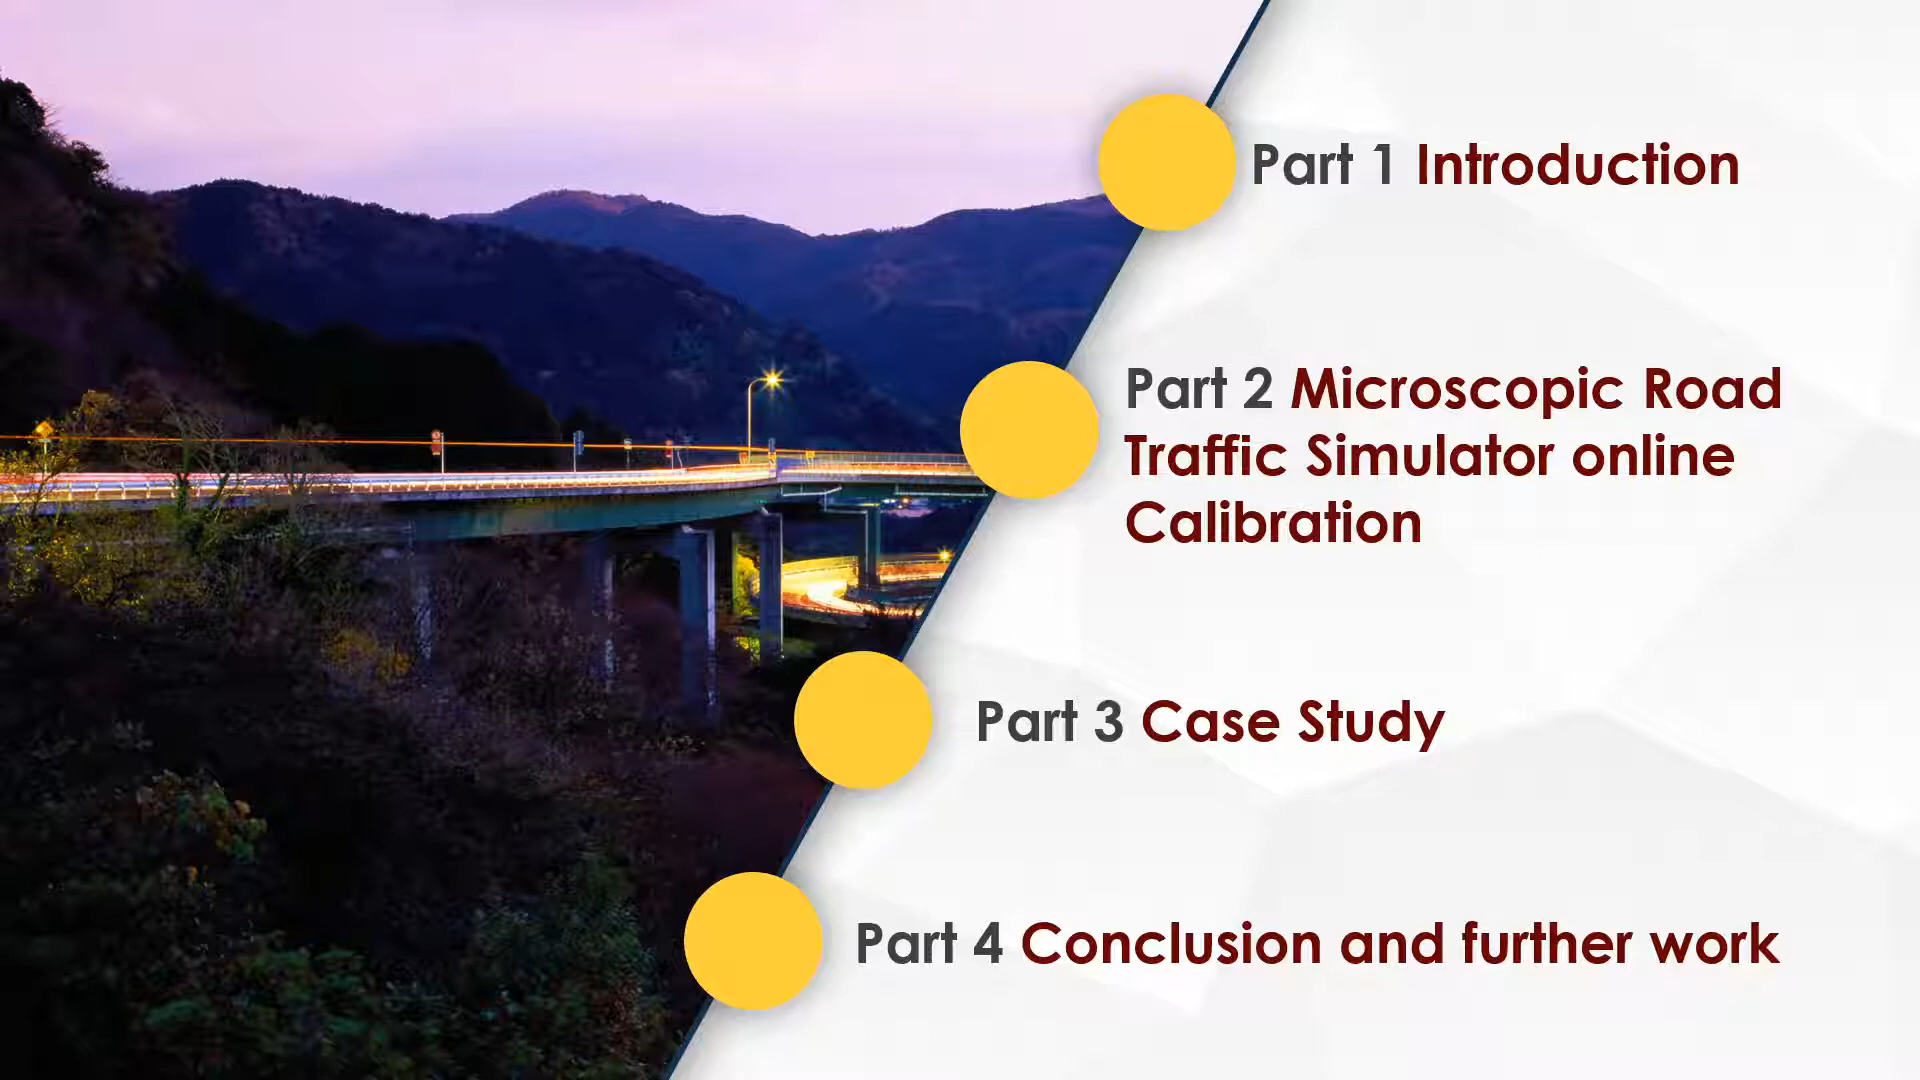 Part 1 Introduction
Part 2 Microscopic Road
Traffic Simulator online
Calibration
Part 3 Case Study
Part 4 Conclusion and further work